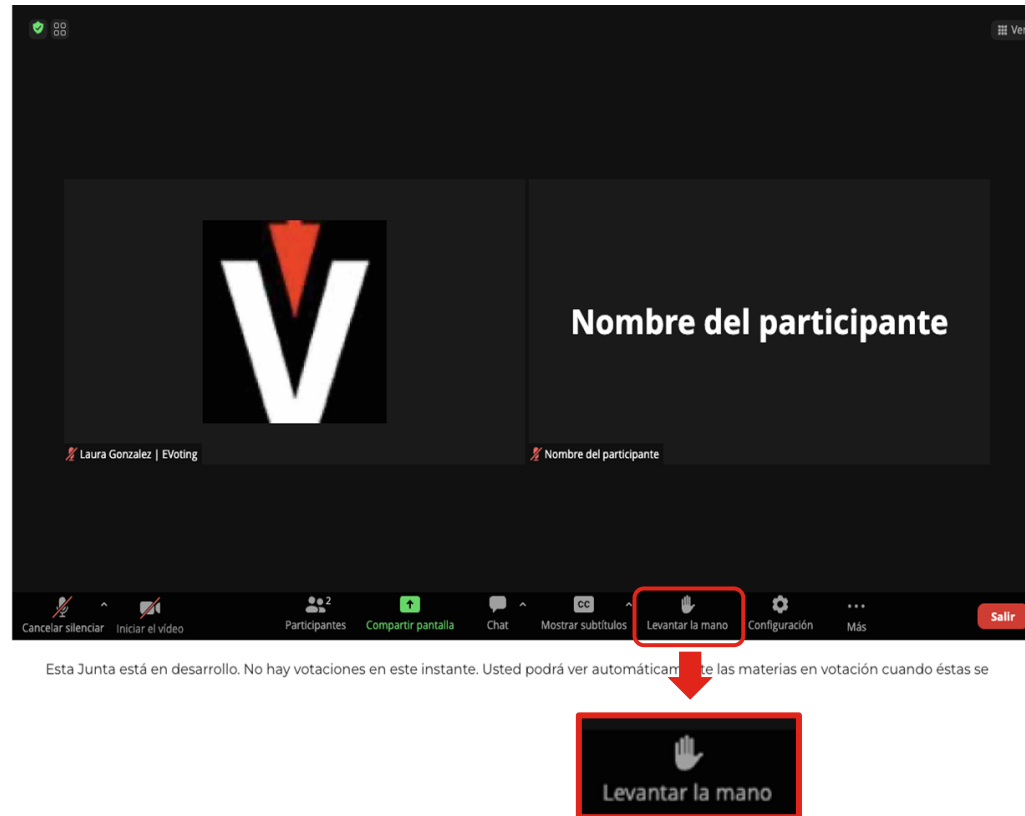 Ver
V
Nombre del participante
Laura Gonzalez | EVoting
Nombre del participante
2
CC
Cancelar silenciar
Iniciar el vídeo
Participantes
Compartir pantalla
Chat
Mostrar subtítulos
Levantar la mano
Configuración
Más
Salir
Esta Junta está en desarrollo. No hay votaciones en este instante. Usted podrá ver las materias en votación cuando éstas se
Levantar la mano